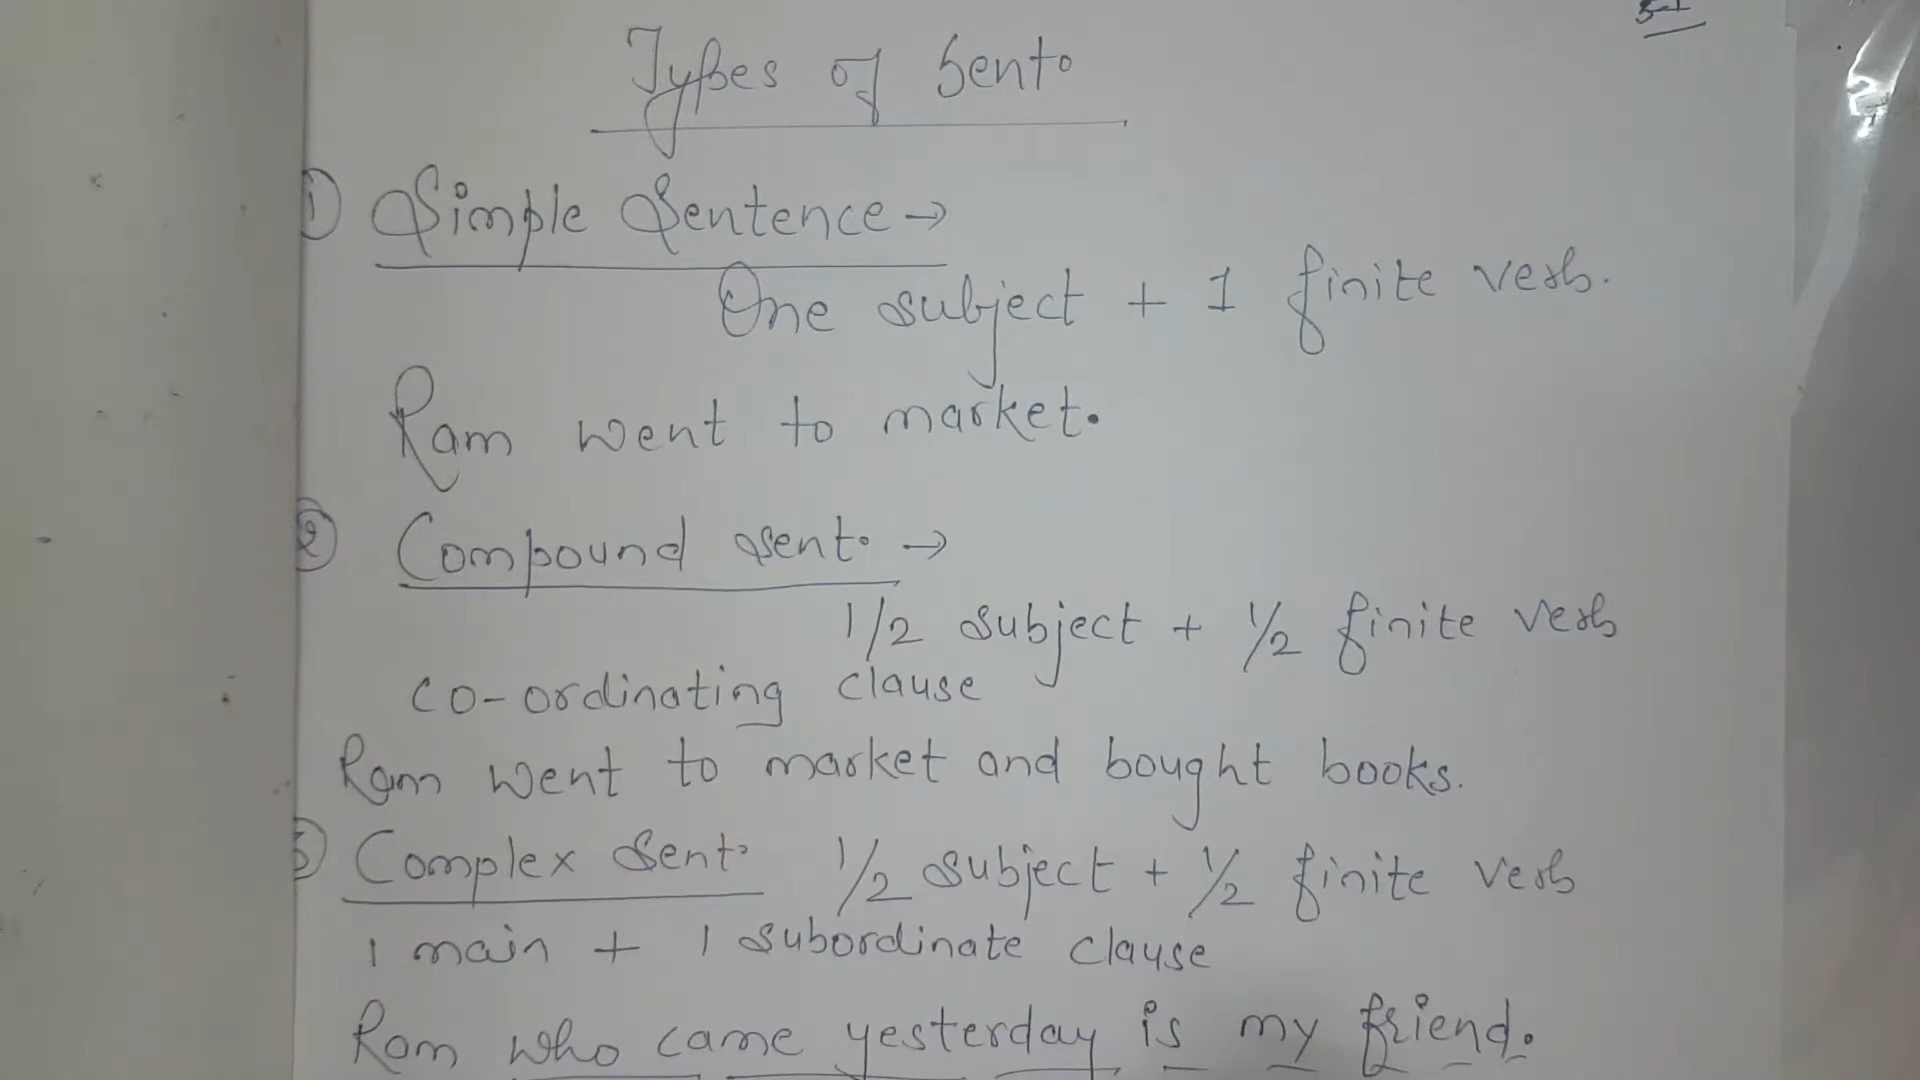 Types of Sent.
① Simple Sentence →
One subject + 1 finite verb.
Ram went to market.
② Compound sent. →
1/2 subject + 1/2 finite verb
co-ordinating clause
Ram went to market and bought books.
③ Complex Sent. 1/2 subject + 1/2 finite verb
1 main + 1 subordinate clause
Ram who came yesterday is my friend.